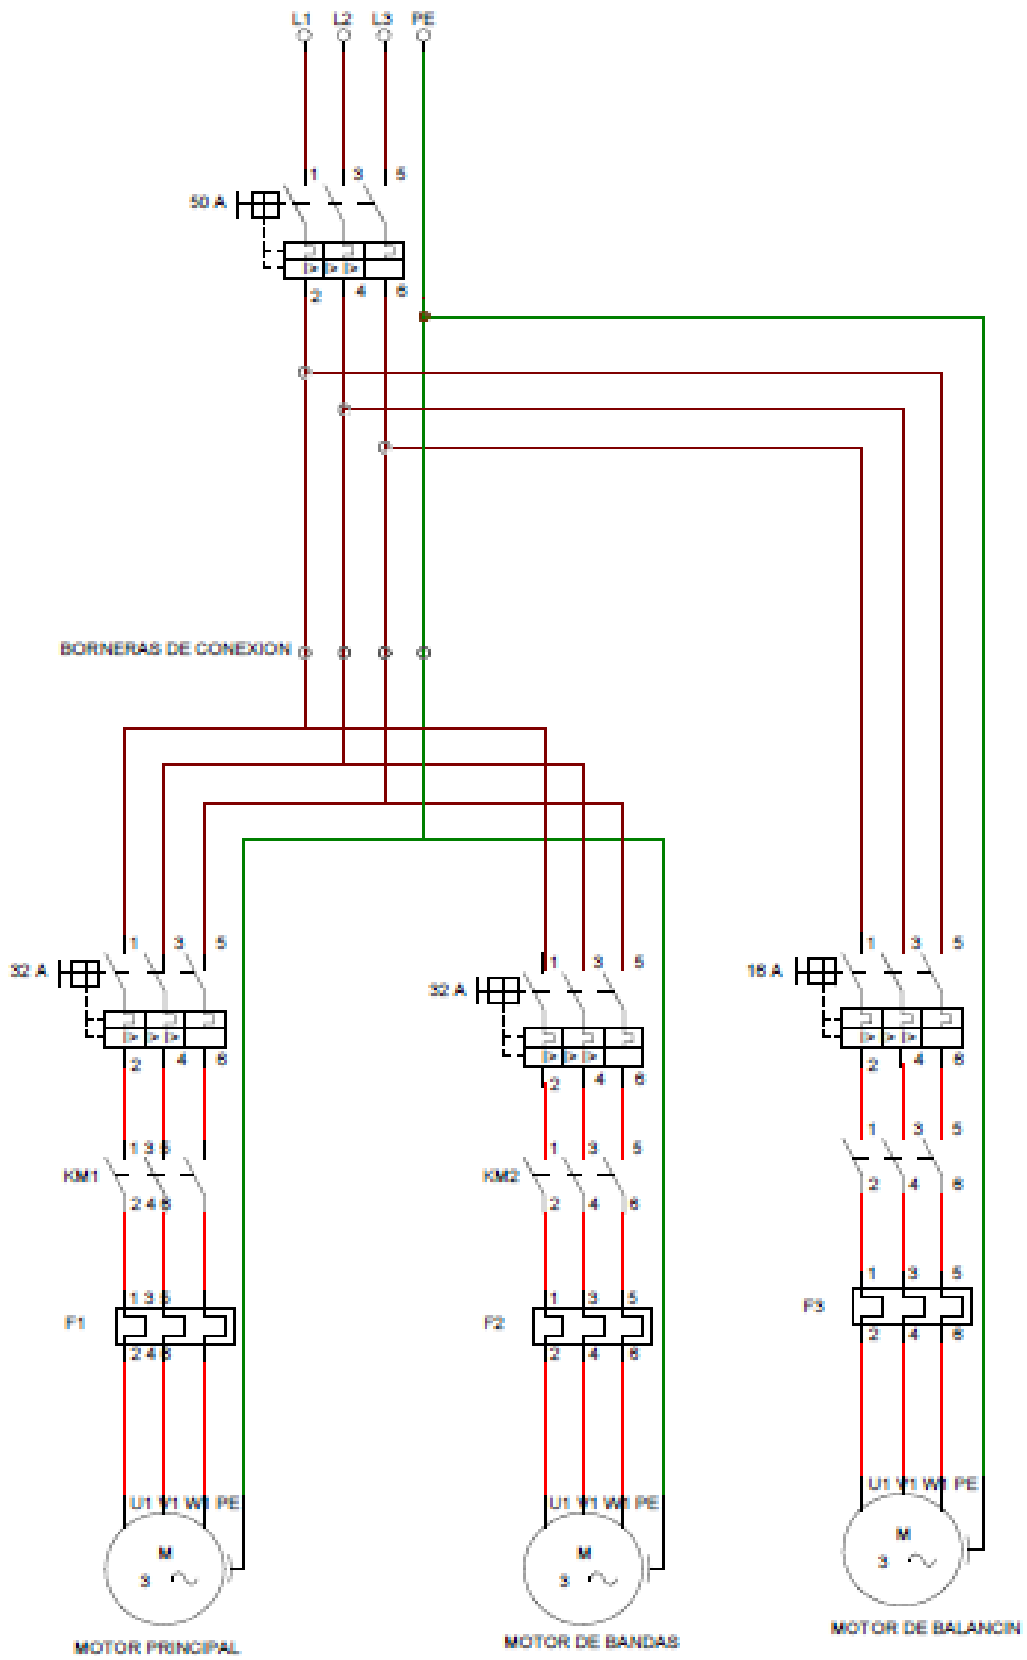 L1 L2 L3 PE
1 3 5
50 A
2 4 6
BORNERAS DE CONEXION
1 3 5 1 3 5 1 3 5
32 A 32 A 16 A
2 4 6 2 4 6 2 4 6
1 3 5 1 3 5 1 3 5
KM1 KM2
2 4 6 2 4 6 2 4 6
1 3 5 1 3 5 1 3 5
F1 F2 F3
2 4 6 2 4 6 2 4 6
U1 V1 W1 PE U1 V1 W1 PE U1 V1 W1 PE
M M M
3 3 3
MOTOR PRINCIPAL MOTOR DE BANDAS MOTOR DE BALANCIN